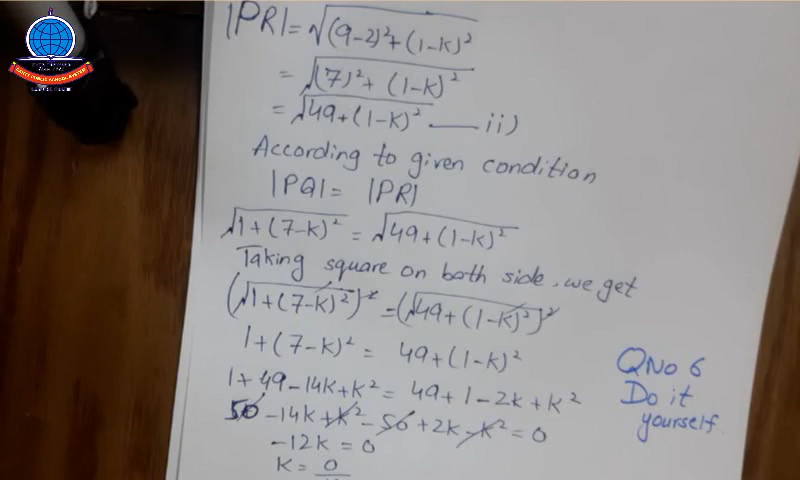 |PR| = √(9-2)²+(1-K)²
= √(7)²+(1-K)²
= √49+(1-K)² —— ii)
According to given condition
|PQ| = |PR|
√1+(7-K)² = √49+(1-K)²
Taking square on both side, we get
(√1+(7-K)²)² = (√49+(1-K)²)²
1+(7-K)² = 49+(1-K)²
1+49-14K+K² = 49+1-2K+K²
50-14K+K²-50+2K-K² = 0
-12K = 0
K = 0
QNo 6
Do it
yourself